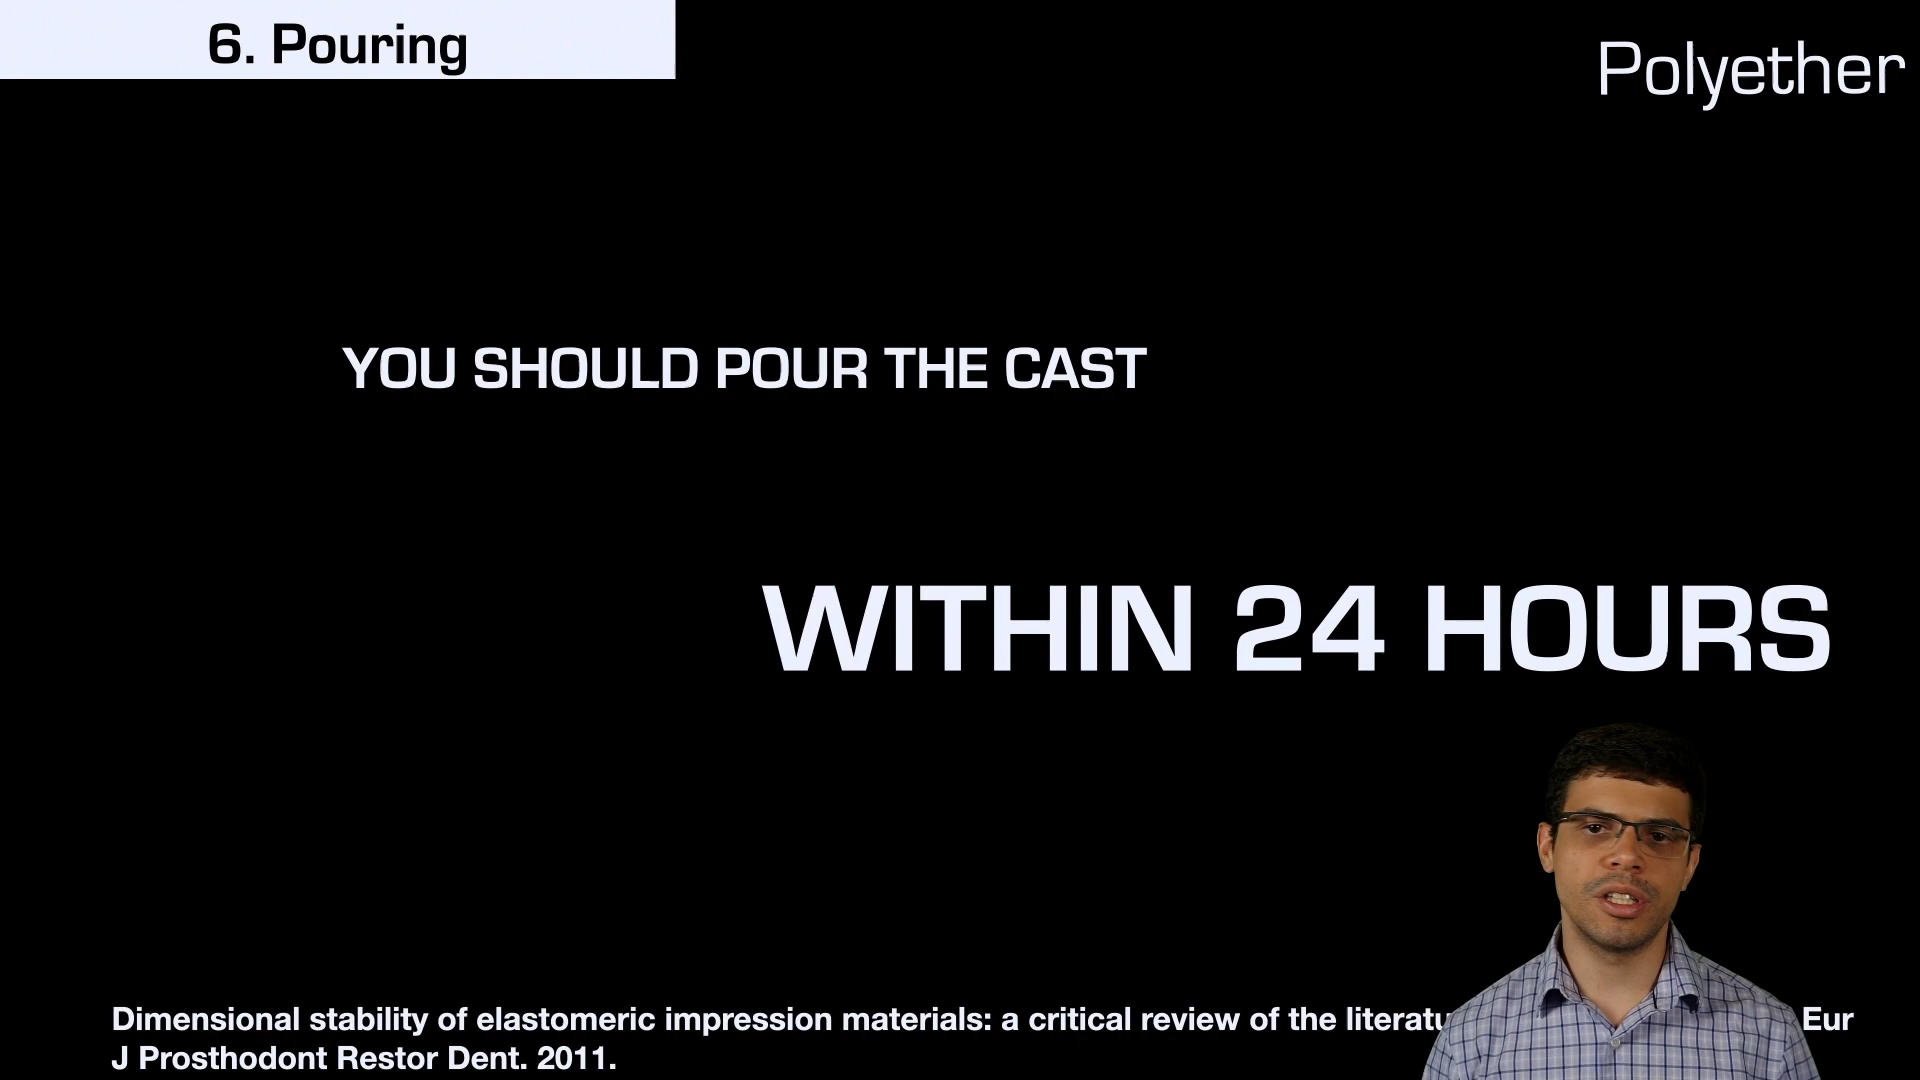 6. Pouring
Polyether
YOU SHOULD POUR THE CAST
WITHIN 24 HOURS
Dimensional stability of elastomeric impression materials: a critical review of the Eur
J Prosthodont Restor Dent. 2011.